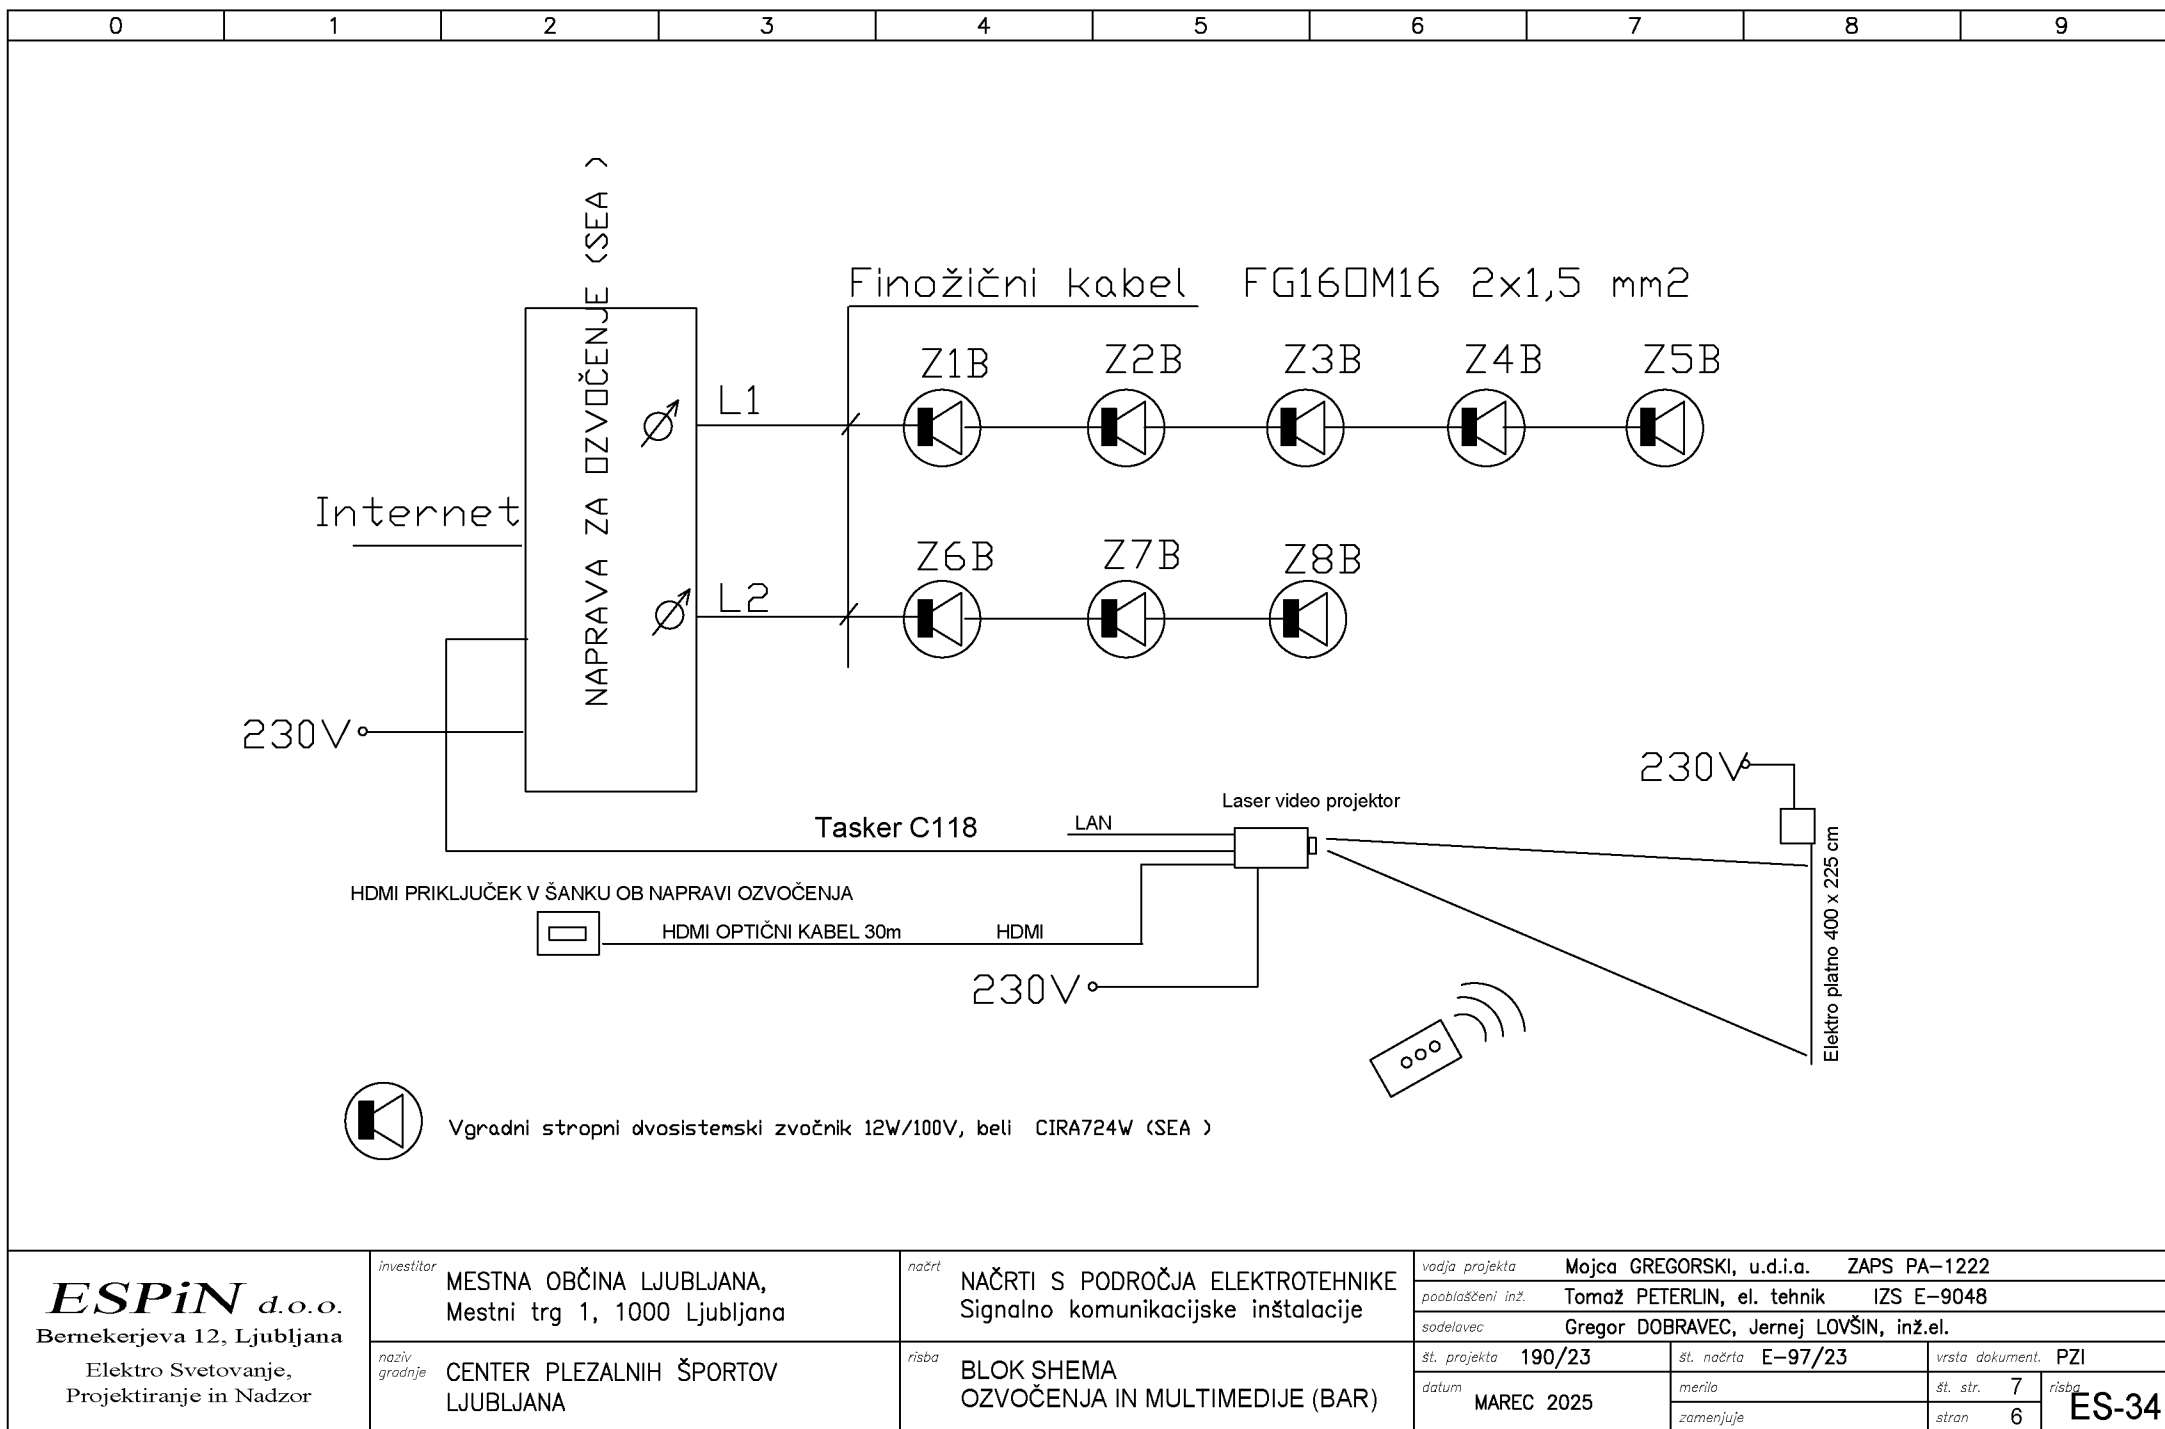 0 1 2 3 4 5 6 7 8 9
NAPRAVA ZA OZVOČENJE (SEA )
Finožični kabel FG16OM16 2x1,5 mm2
Z1B Z2B Z3B Z4B Z5B
L1
Internet
Z6B Z7B Z8B
L2
230V
230V
Laser video projektor
Tasker C118
LAN
Elektro platno 400 x 225 cm
HDMI PRIKLJUČEK V ŠANKU OB NAPRAVI OZVOČENJA
HDMI OPTIČNI KABEL 30m HDMI
230V
Vgradni stropni dvosistemski zvočnik 12W/100V, beli CIRA724W (SEA )
ESPiN d.o.o.
Bernekerjeva 12, Ljubljana
Elektro Svetovanje,
Projektiranje in Nadzor
investitor
MESTNA OBČINA LJUBLJANA,
Mestni trg 1, 1000 Ljubljana
naziv
gradnje
CENTER PLEZALNIH ŠPORTOV
LJUBLJANA
načrt
NAČRTI S PODROČJA ELEKTROTEHNIKE
Signalno komunikacijske inštalacije
risba
BLOK SHEMA
OZVOČENJA IN MULTIMEDIJE (BAR)
vodja projekta Mojca GREGORSKI, u.d.i.a. ZAPS PA-1222
pooblaščeni inž. Tomaž PETERLIN, el. tehnik IZS E-9048
sodelavec Gregor DOBRAVEC, Jernej LOVŠIN, inž.el.
št. projekta 190/23 št. načrta E-97/23 vrsta dokument. PZI
datum MAREC 2025
merilo
zamenjuje
št. str. 7
stran 6
risba ES-34